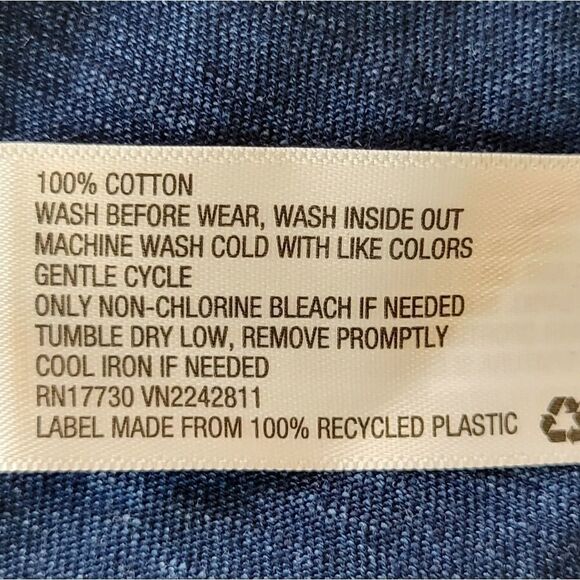 100% COTTON
WASH BEFORE WEAR, WASH INSIDE OUT
MACHINE WASH COLD WITH LIKE COLORS
GENTLE CYCLE
ONLY NON-CHLORINE BLEACH IF NEEDED
TUMBLE DRY LOW, REMOVE PROMPTLY
COOL IRON IF NEEDED
RN17730 VN2242811
LABEL MADE FROM 100% RECYCLED PLASTIC